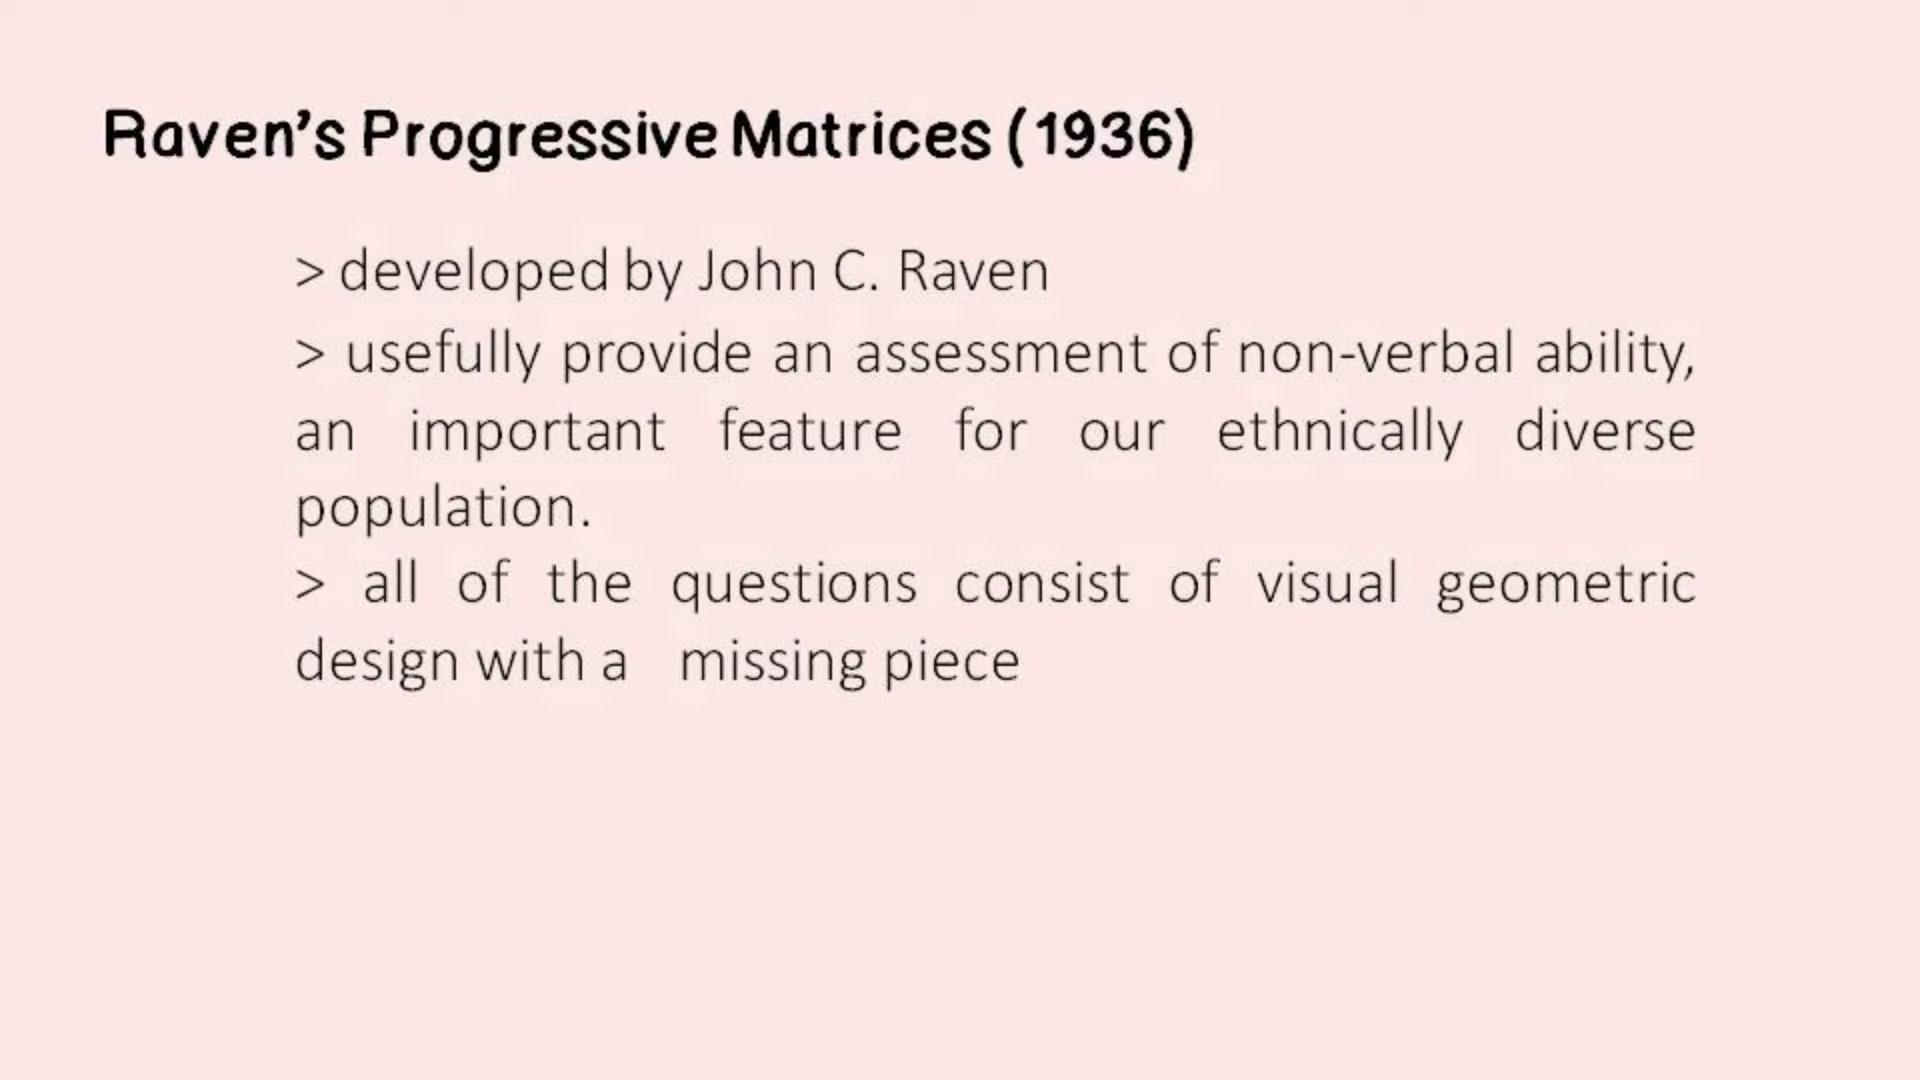 Raven’s Progressive Matrices (1936)
> developed by John C. Raven
> usefully provide an assessment of non-verbal ability,
an important feature for our ethnically diverse
population.
> all of the questions consist of visual geometric
design with a missing piece